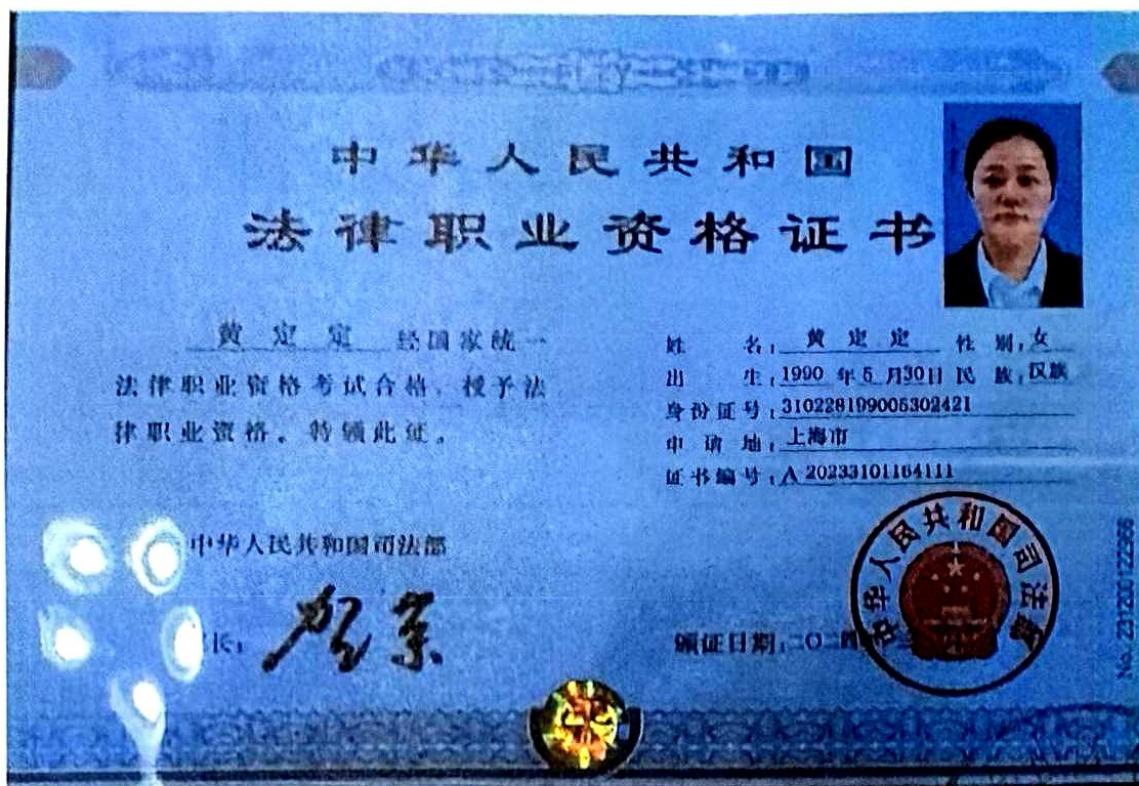 中华人民共和国
法律职业资格证书
黄定定 经国家统一
法律职业资格考试合格，授予法
律职业资格。特颁此证。
姓 名：黄定定 性 别：女
出 生：1990 年 5 月30日 民 族：汉族
身份证号：310228199005302421
申 请 地：上海市
证书编号：A 20233101164111
中华人民共和国司法部
长：
颁证日期：二〇二四
中华人民共和国司法部
No. 231200122966